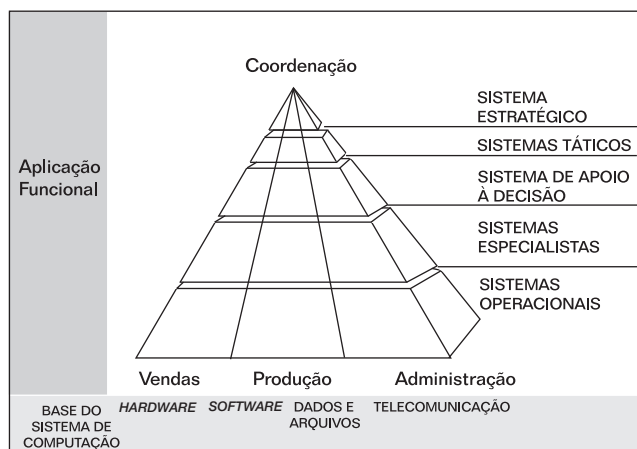 Coordenação
SISTEMA
ESTRATÉGICO
SISTEMAS TÁTICOS
Aplicação
Funcional
SISTEMA DE APOIO
À DECISÃO
SISTEMAS
ESPECIALISTAS
SISTEMAS
OPERACIONAIS
Vendas Produção Administração
BASE DO
SISTEMA DE
COMPUTAÇÃO
HARDWARE SOFTWARE DADOS E
ARQUIVOS
TELECOMUNICAÇÃO